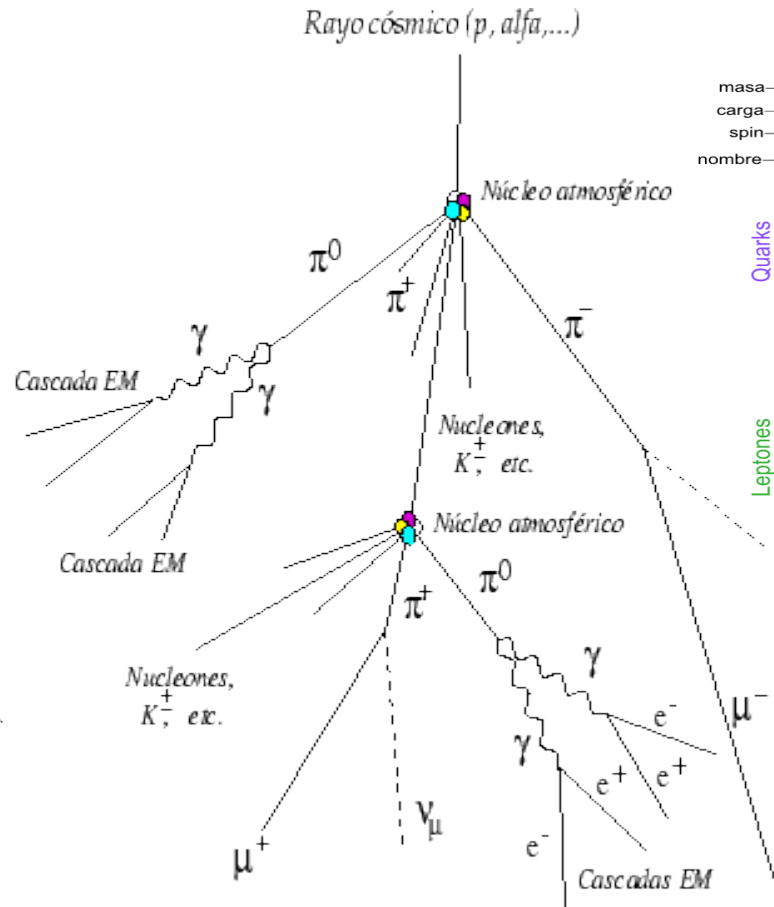 Rayo cósmico (p, alfa,...)
masa
carga
spin
nombre
Núcleo atmosférico
Quarks
π⁰
π⁺
π⁻
γ
γ
Cascada EM
Nucleones,
K±, etc.
Leptones
Núcleo atmosférico
Cascada EM
π⁰
π⁺
Nucleones,
K±, etc.
γ
γ
e⁻
μ⁻
e⁺
e⁺
ν_μ
e⁻
μ⁺
Cascadas EM